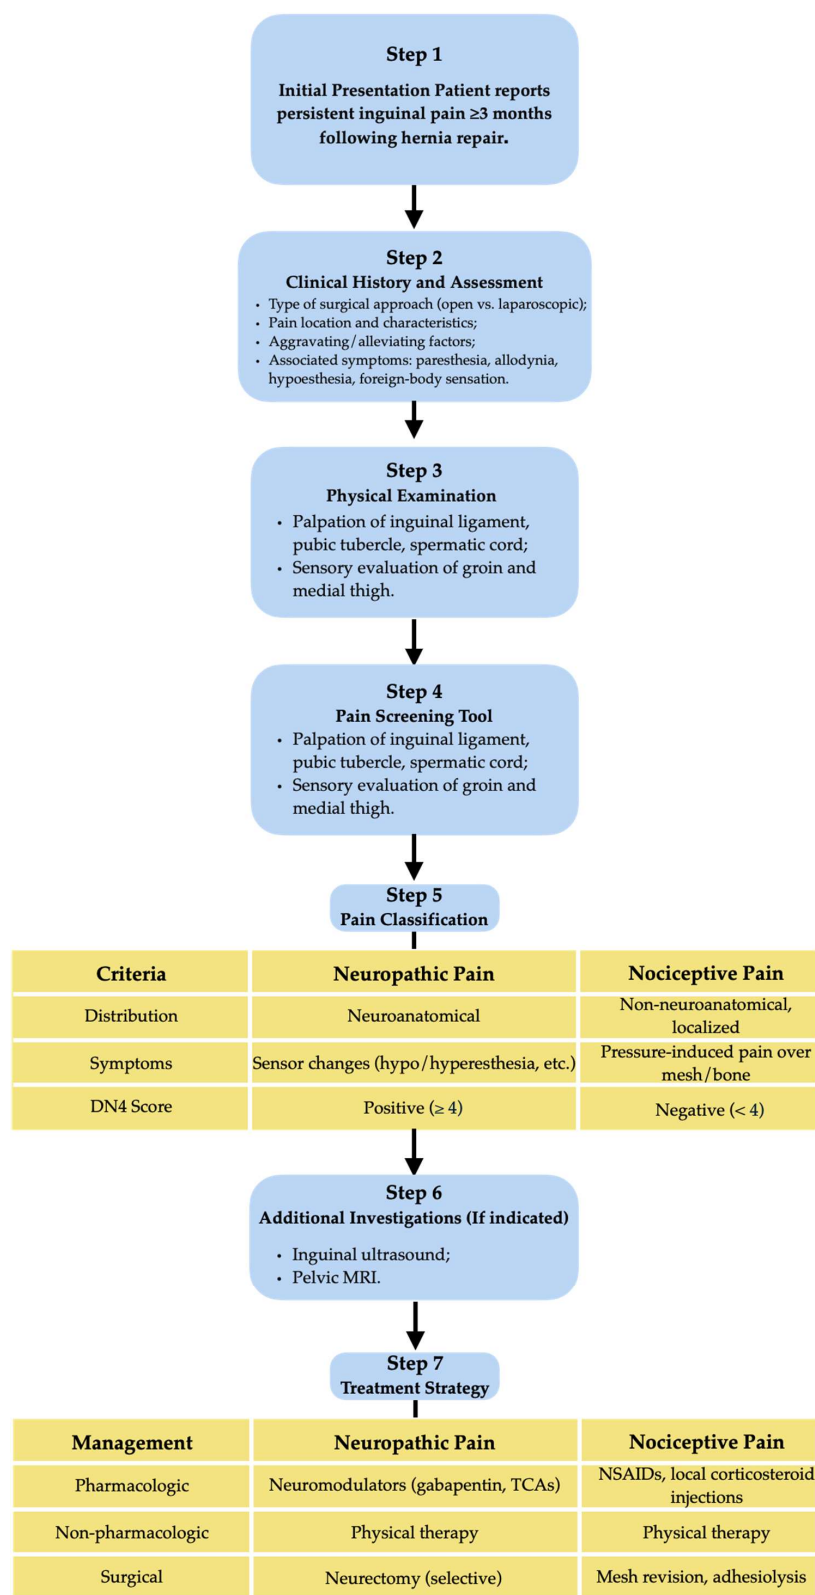 Step 1
Initial Presentation Patient reports
persistent inguinal pain ≥3 months
following hernia repair.
Step 2
Clinical History and Assessment
• Type of surgical approach (open vs. laparoscopic);
• Pain location and characteristics;
• Aggravating/alleviating factors;
• Associated symptoms: paresthesia, allodynia,
hypoesthesia, foreign-body sensation.
Step 3
Physical Examination
• Palpation of inguinal ligament,
pubic tubercle, spermatic cord;
• Sensory evaluation of groin and
medial thigh.
Step 4
Pain Screening Tool
• Palpation of inguinal ligament,
pubic tubercle, spermatic cord;
• Sensory evaluation of groin and
medial thigh.
Step 5
Pain Classification
Criteria Neuropathic Pain Nociceptive Pain
Distribution Neuroanatomical Non-neuroanatomical,
localized
Symptoms Sensor changes (hypo/hyperesthesia, etc.) Pressure-induced pain over
mesh/bone
DN4 Score Positive (≥ 4) Negative (< 4)
Step 6
Additional Investigations (If indicated)
• Inguinal ultrasound;
• Pelvic MRI.
Step 7
Treatment Strategy
Management Neuropathic Pain Nociceptive Pain
Pharmacologic Neuromodulators (gabapentin, TCAs) NSAIDs, local corticosteroid
injections
Non-pharmacologic Physical therapy Physical therapy
Surgical Neurectomy (selective) Mesh revision, adhesiolysis